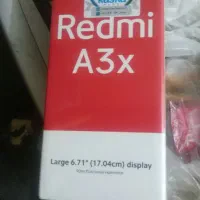 Redmi
A3x
Large 6.71" (17.04cm) display